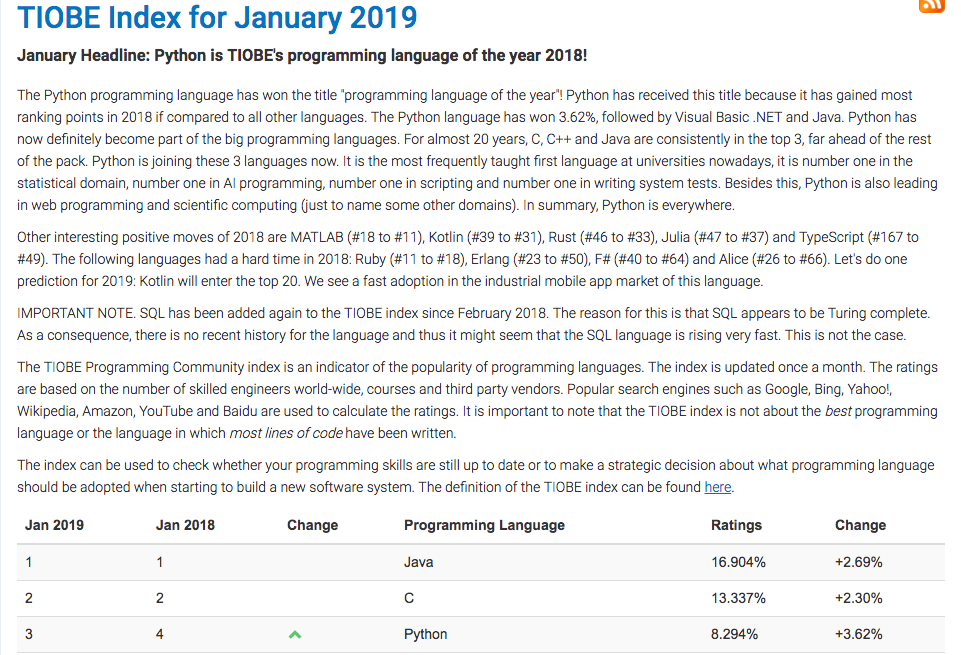 TIOBE Index for January 2019
January Headline: Python is TIOBE's programming language of the year 2018!
The Python programming language has won the title "programming language of the year"! Python has received this title because it has gained most
ranking points in 2018 if compared to all other languages. The Python language has won 3.62%, followed by Visual Basic .NET and Java. Python has
now definitely become part of the big programming languages. For almost 20 years, C, C++ and Java are consistently in the top 3, far ahead of the rest
of the pack. Python is joining these 3 languages now. It is the most frequently taught first language at universities nowadays, it is number one in the
statistical domain, number one in AI programming, number one in scripting and number one in writing system tests. Besides this, Python is also leading
in web programming and scientific computing (just to name some other domains). In summary, Python is everywhere.
Other interesting positive moves of 2018 are MATLAB (#18 to #11), Kotlin (#39 to #31), Rust (#46 to #33), Julia (#47 to #37) and TypeScript (#167 to
#49). The following languages had a hard time in 2018: Ruby (#11 to #18), Erlang (#23 to #50), F# (#40 to #64) and Alice (#26 to #66). Let's do one
prediction for 2019: Kotlin will enter the top 20. We see a fast adoption in the industrial mobile app market of this language.
IMPORTANT NOTE. SQL has been added again to the TIOBE index since February 2018. The reason for this is that SQL appears to be Turing complete.
As a consequence, there is no recent history for the language and thus it might seem that the SQL language is rising very fast. This is not the case.
The TIOBE Programming Community index is an indicator of the popularity of programming languages. The index is updated once a month. The ratings
are based on the number of skilled engineers world-wide, courses and third party vendors. Popular search engines such as Google, Bing, Yahoo!,
Wikipedia, Amazon, YouTube and Baidu are used to calculate the ratings. It is important to note that the TIOBE index is not about the best programming
language or the language in which most lines of code have been written.
The index can be used to check whether your programming skills are still up to date or to make a strategic decision about what programming language
should be adopted when starting to build a new software system. The definition of the TIOBE index can be found here.
Jan 2019 Jan 2018 Change Programming Language Ratings Change
1 1 Java 16.904% +2.69%
2 2 C 13.337% +2.30%
3 4 Python 8.294% +3.62%